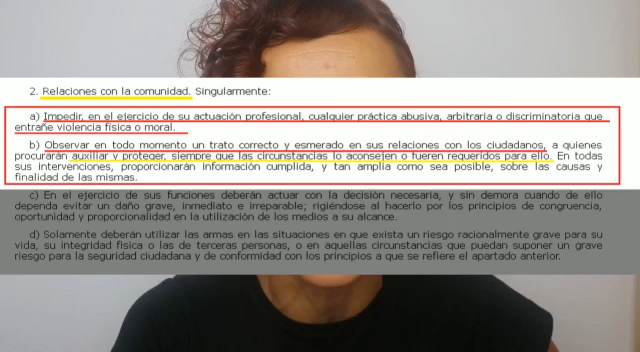 2. Relaciones con la comunidad. Singularmente:
a) Impedir, en el ejercicio de su actuación profesional, cualquier práctica abusiva, arbitraria o discriminatoria que
entrañe violencia física o moral.
b) Observar en todo momento un trato correcto y esmerado en sus relaciones con los ciudadanos, a quienes
procurarán auxiliar y proteger, siempre que las circunstancias lo aconsejen o fueren requeridos para ello. En todas
sus intervenciones, proporcionarán información cumplida, y tan amplia como sea posible, sobre las causas y
finalidad de las mismas.
c) En el ejercicio de sus funciones deberán actuar con la decisión necesaria, y sin demora cuando de ello
dependa evitar un daño grave, inmediato e irreparable; rigiéndose al hacerlo por los principios de congruencia,
oportunidad y proporcionalidad en la utilización de los medios a su alcance.
d) Solamente deberán utilizar las armas en las situaciones en que exista un riesgo racionalmente grave para su
vida, su integridad física o las de terceras personas, o en aquellas circunstancias que puedan suponer un grave
riesgo para la seguridad ciudadana y de conformidad con los principios a que se refiere el apartado anterior.